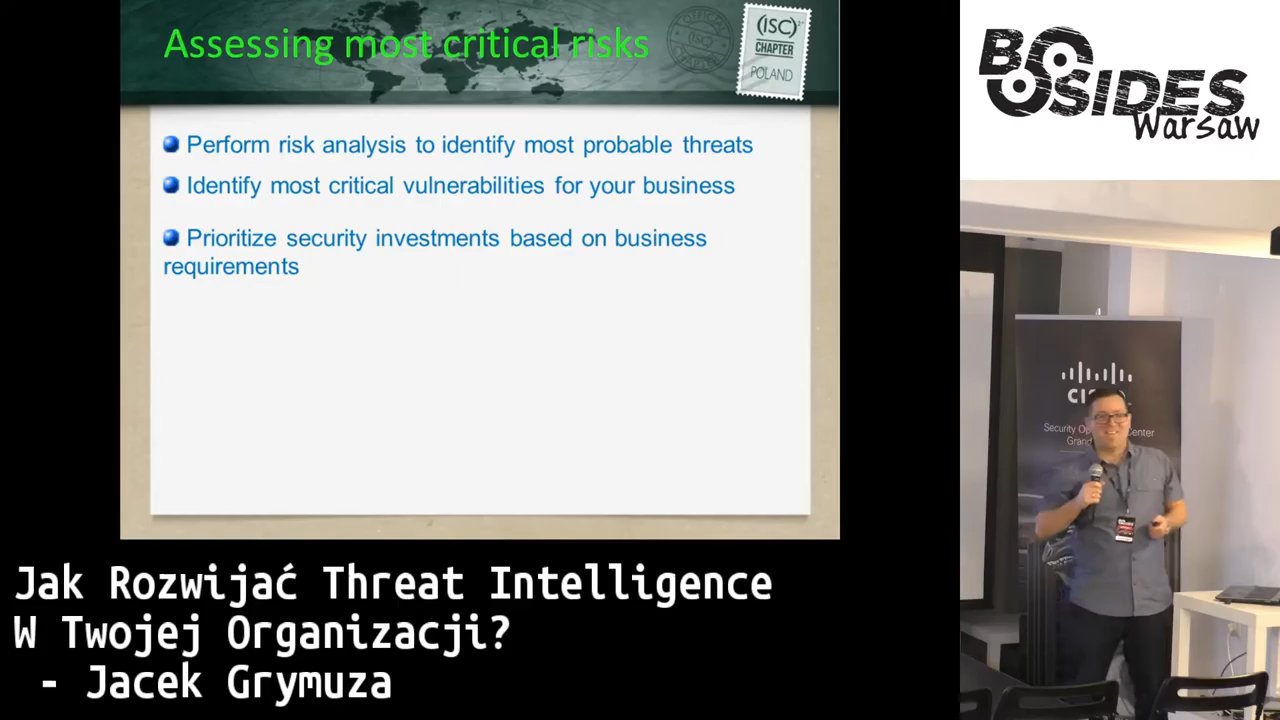 Assessing most critical risks
(ISC)²
CHAPTER
POLAND
Perform risk analysis to identify most probable threats
Identify most critical vulnerabilities for your business
Prioritize security investments based on business
requirements
BSIDES
Warsaw
Security Center
Jak Rozwijać Threat Intelligence
W Twojej Organizacji?
- Jacek Grymuza